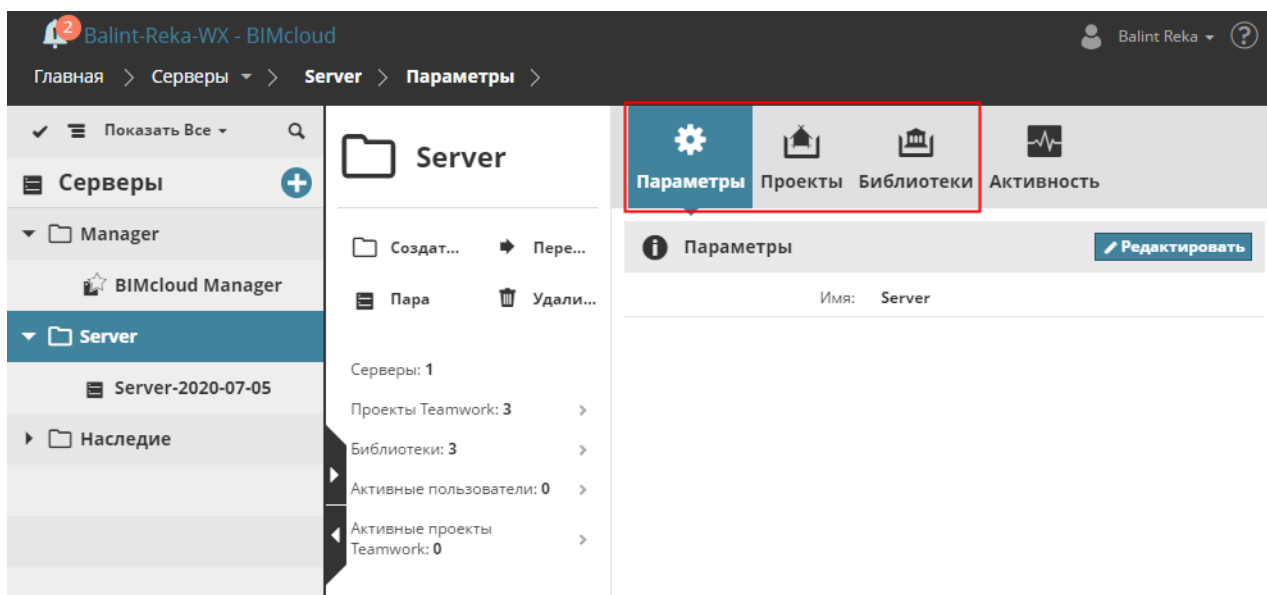 2
Balint-Reka-WX - BIMcloud
Balint Reka
?
Главная > Серверы > Server > Параметры >
Показать Все
Серверы
Manager
BIMcloud Manager
Server
Server-2020-07-05
Наследие
Server
Создат... Пере...
Пара Удали...
Серверы: 1
Проекты Teamwork: 3
Библиотеки: 3
Активные пользователи: 0
Активные проекты
Teamwork: 0
Параметры Проекты Библиотеки Активность
Параметры
Редактировать
Имя: Server